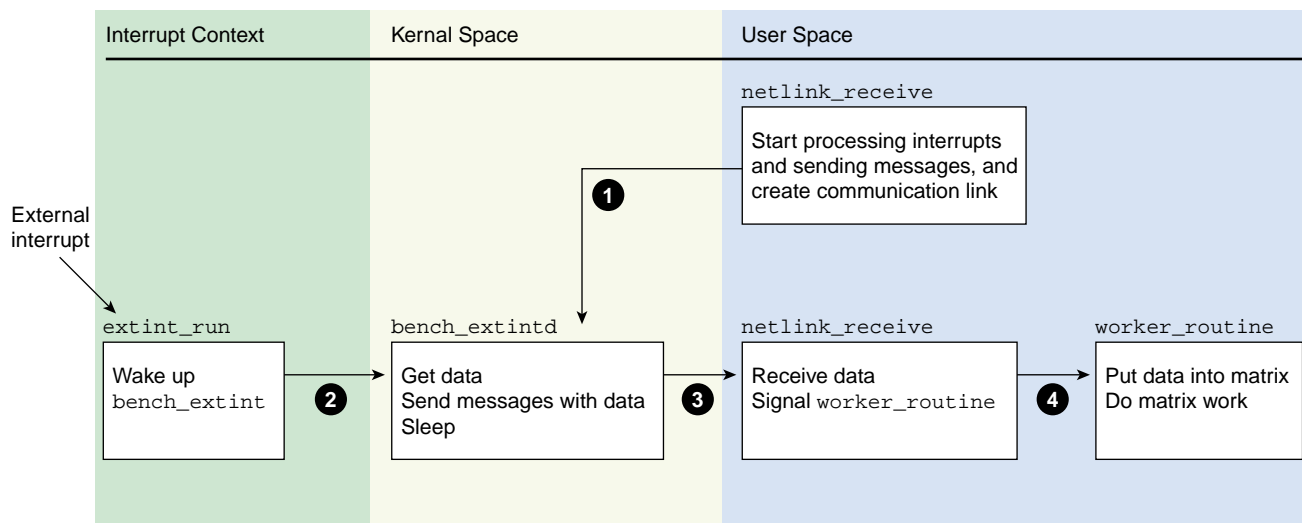 Interrupt Context
Kernal Space
User Space
netlink_receive
Start processing interrupts
and sending messages, and
create communication link
1
External
interrupt
extint_run
Wake up
bench_extint
2
bench_extintd
Get data
Send messages with data
Sleep
3
netlink_receive
Receive data
Signal worker_routine
4
worker_routine
Put data into matrix
Do matrix work